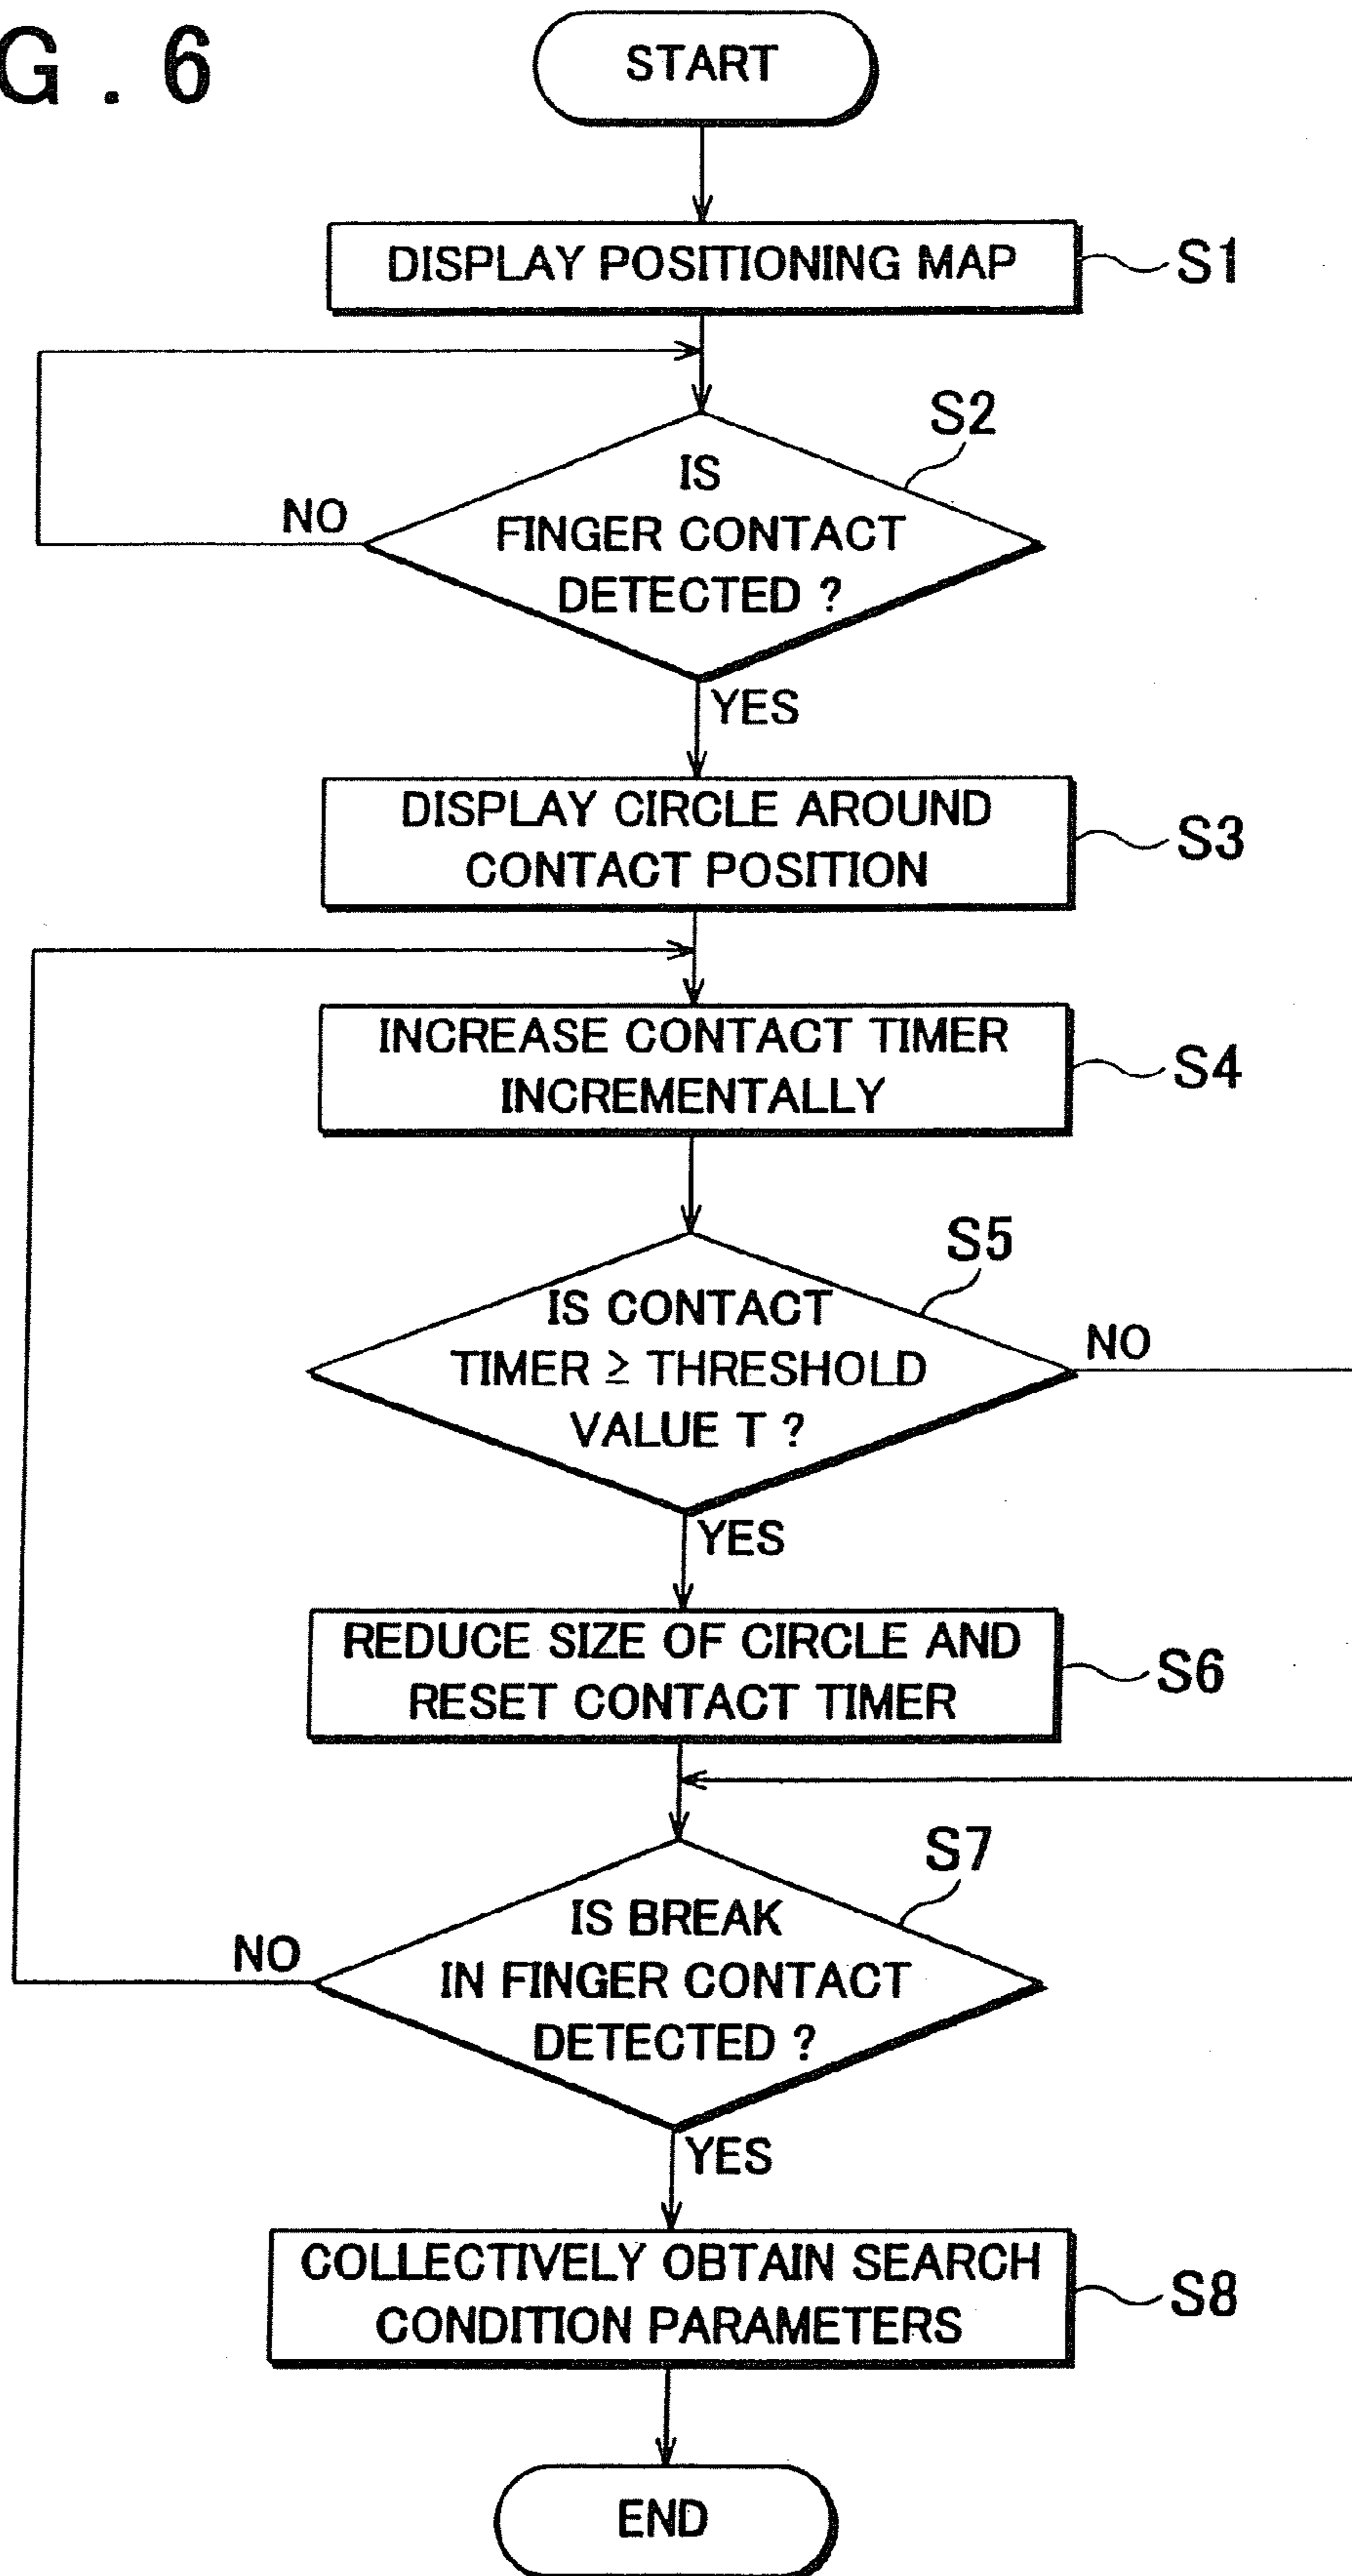 G . 6
START
DISPLAY POSITIONING MAP
S1
S2
IS
FINGER CONTACT
DETECTED ?
NO
YES
DISPLAY CIRCLE AROUND
CONTACT POSITION
S3
INCREASE CONTACT TIMER
INCREMENTALLY
S4
S5
IS CONTACT
TIMER ≥ THRESHOLD
VALUE T ?
NO
YES
REDUCE SIZE OF CIRCLE AND
RESET CONTACT TIMER
S6
S7
IS BREAK
IN FINGER CONTACT
DETECTED ?
NO
YES
COLLECTIVELY OBTAIN SEARCH
CONDITION PARAMETERS
S8
END